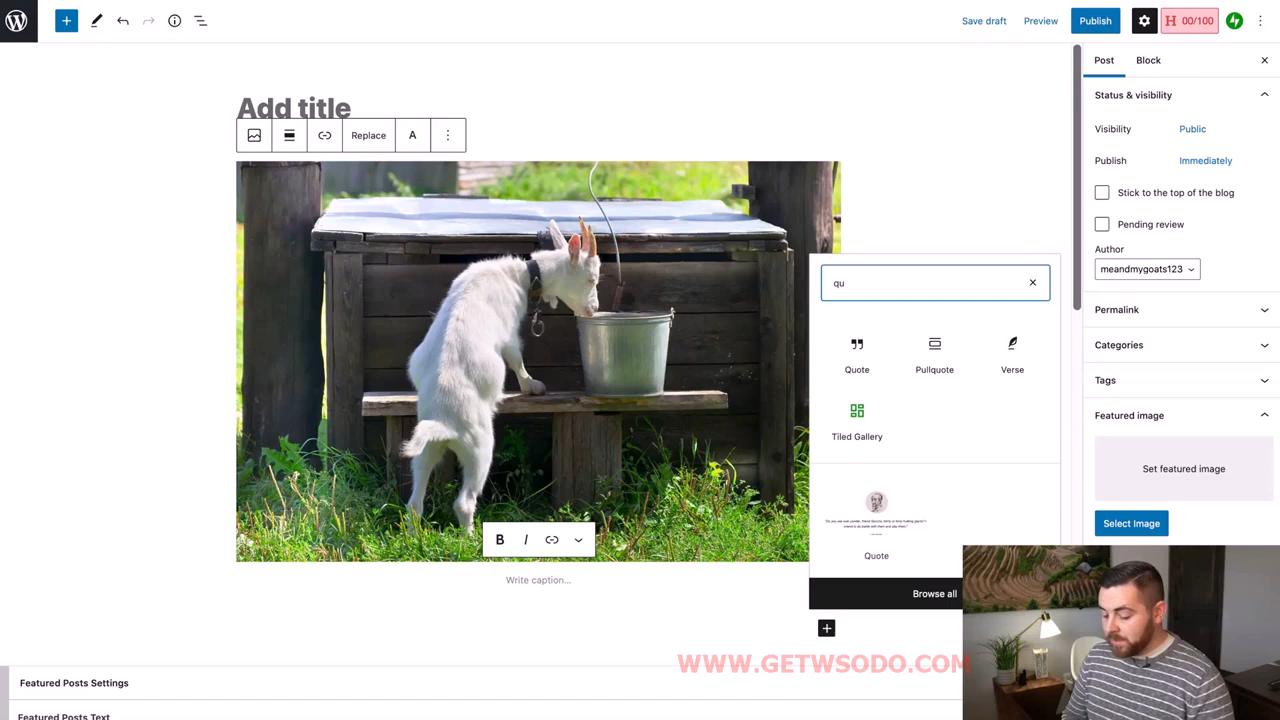 Save draft
Preview
Publish
H 00/100
Post
Block
Add title
Replace
A
Status & visibility
Visibility
Public
Publish
Immediately
Stick to the top of the blog
Pending review
Author
meandmygoats123
Permalink
Categories
Tags
Featured image
Set featured image
Select Image
qu
Quote
Pullquote
Verse
Tiled Gallery
Quote
Browse all
B I
Write caption...
WWW.GETWSODO.COM
Featured Posts Settings
Featured Posts Text